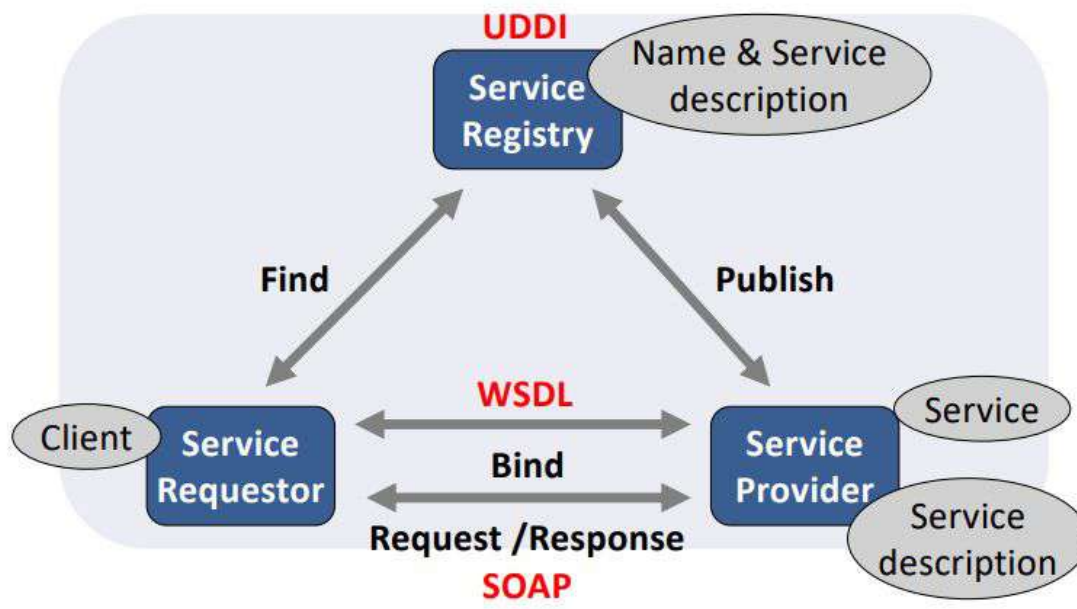 UDDI
Service
Registry
Name & Service
description
Find
Publish
WSDL
Client
Service
Requestor
Bind
Service
Provider
Service
Request /Response
Service
description
SOAP